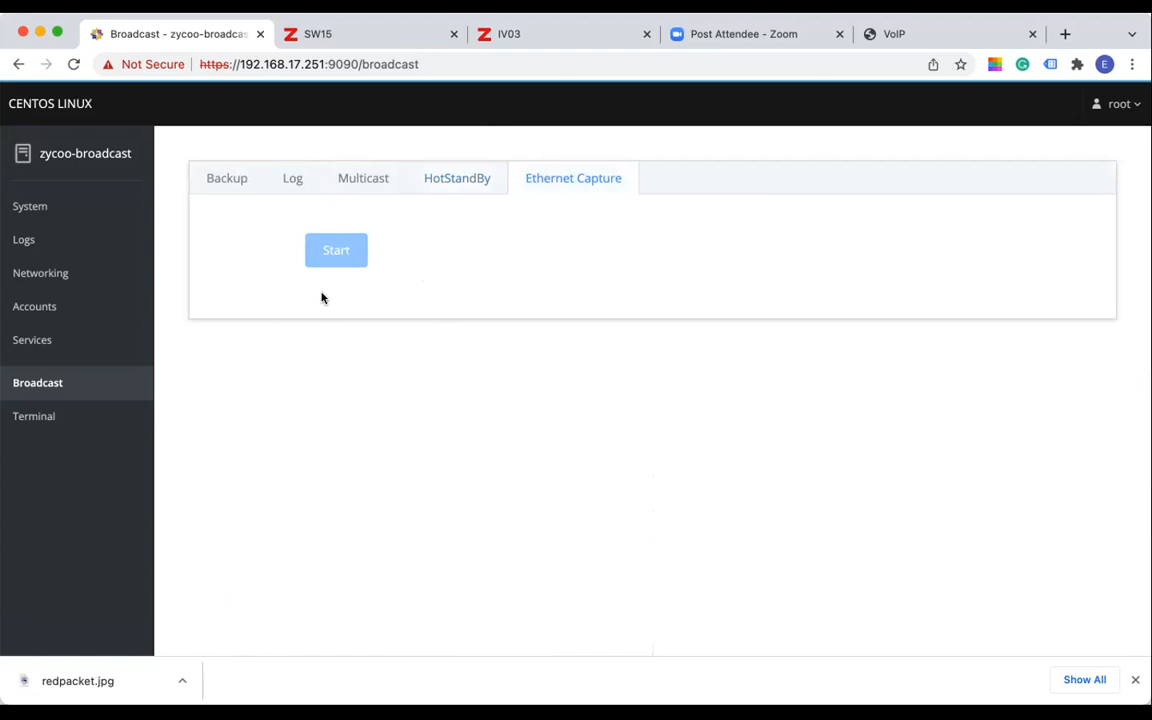 Broadcast - zycoo-broadcas
SW15
IV03
Post Attendee - Zoom
VoIP
Not Secure
https://192.168.17.251:9090/broadcast
E
CENTOS LINUX
root
zycoo-broadcast
Backup
Log
Multicast
HotStandBy
Ethernet Capture
System
Start
Logs
Networking
Accounts
Services
Broadcast
Terminal
redpacket.jpg
Show All